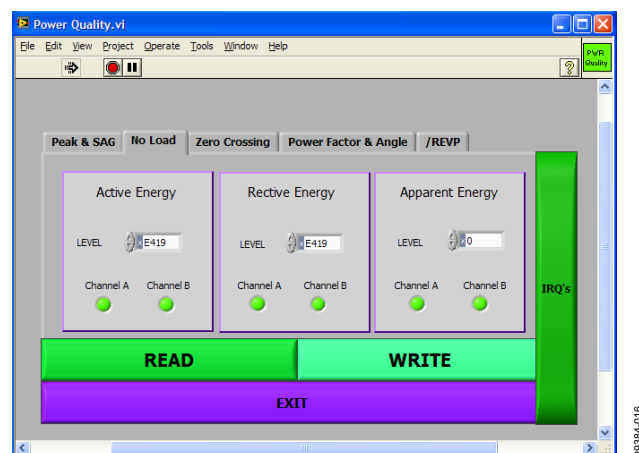 Power Quality.vi
File Edit View Project Operate Tools Window Help
PWR
Quality
?
Peak & SAG No Load Zero Crossing Power Factor & Angle /REVP
Active Energy Rective Energy Apparent Energy
LEVEL x E419 LEVEL x E419 LEVEL x 0
Channel A Channel B Channel A Channel B Channel A Channel B
IRQ's
READ WRITE
EXIT